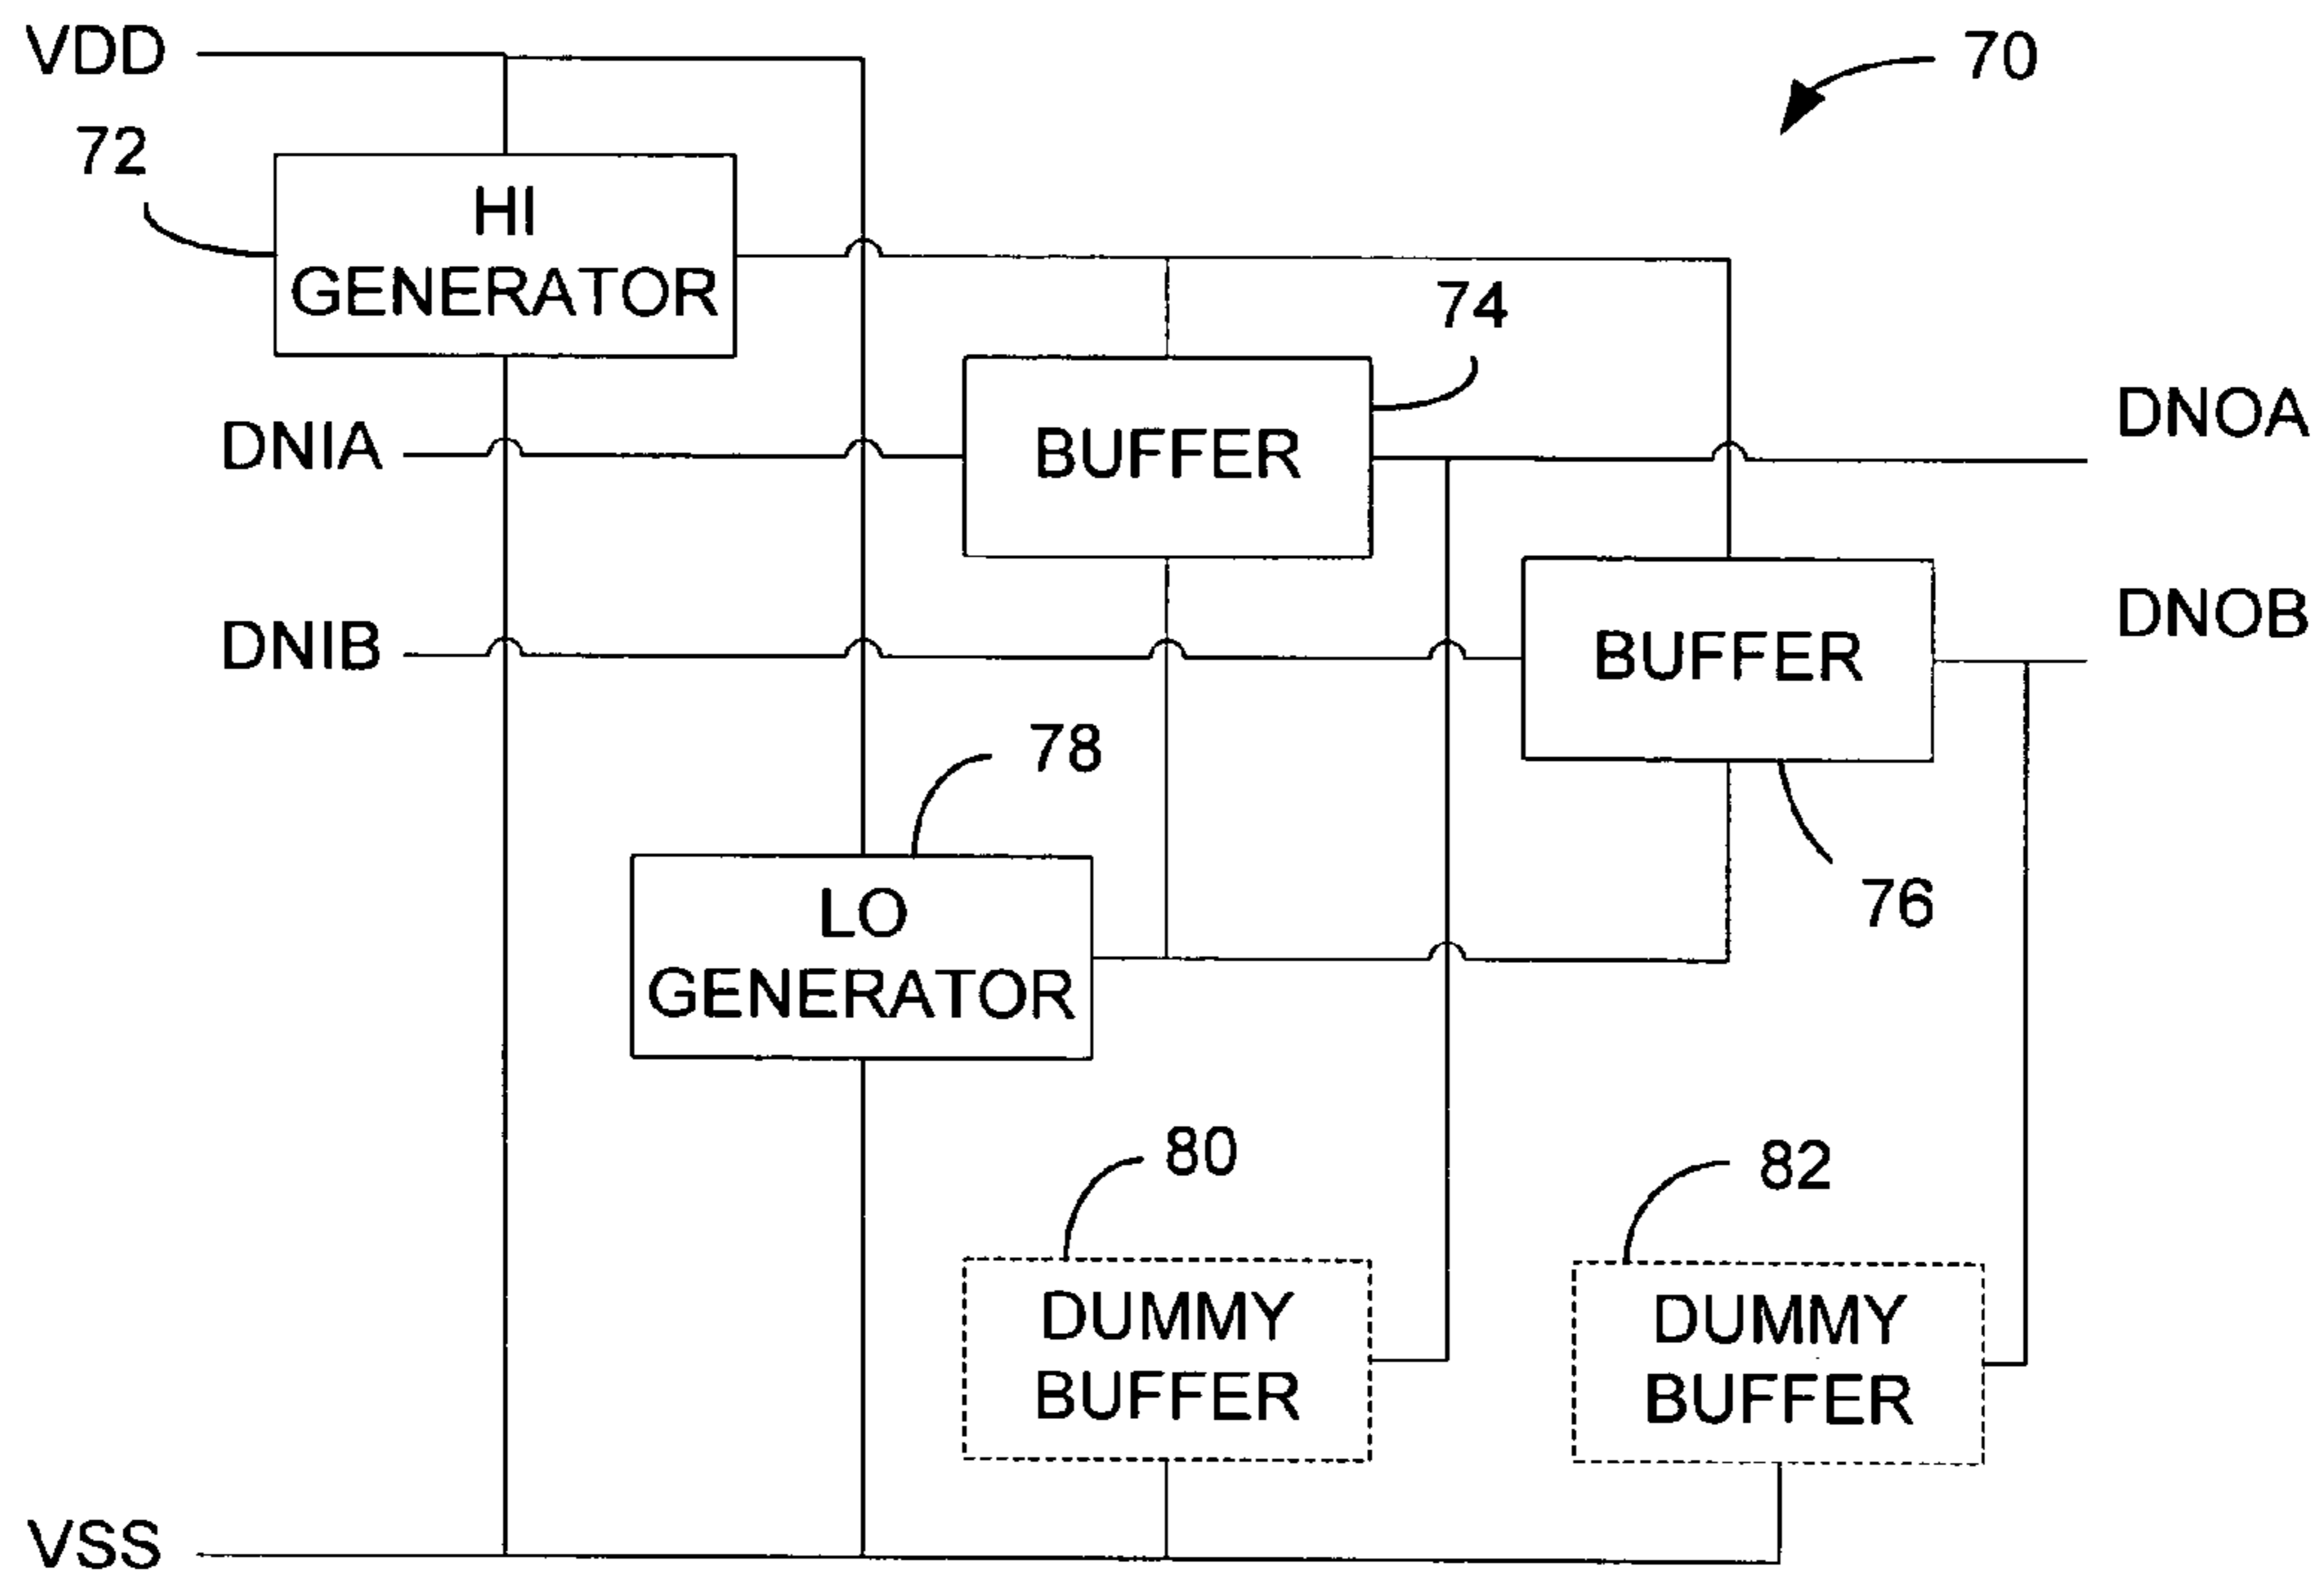 VDD
70
72
HI
GENERATOR
74
DNIA
BUFFER
DNOA
DNIB
BUFFER
DNOB
78
76
LO
GENERATOR
80
82
DUMMY
BUFFER
DUMMY
BUFFER
VSS